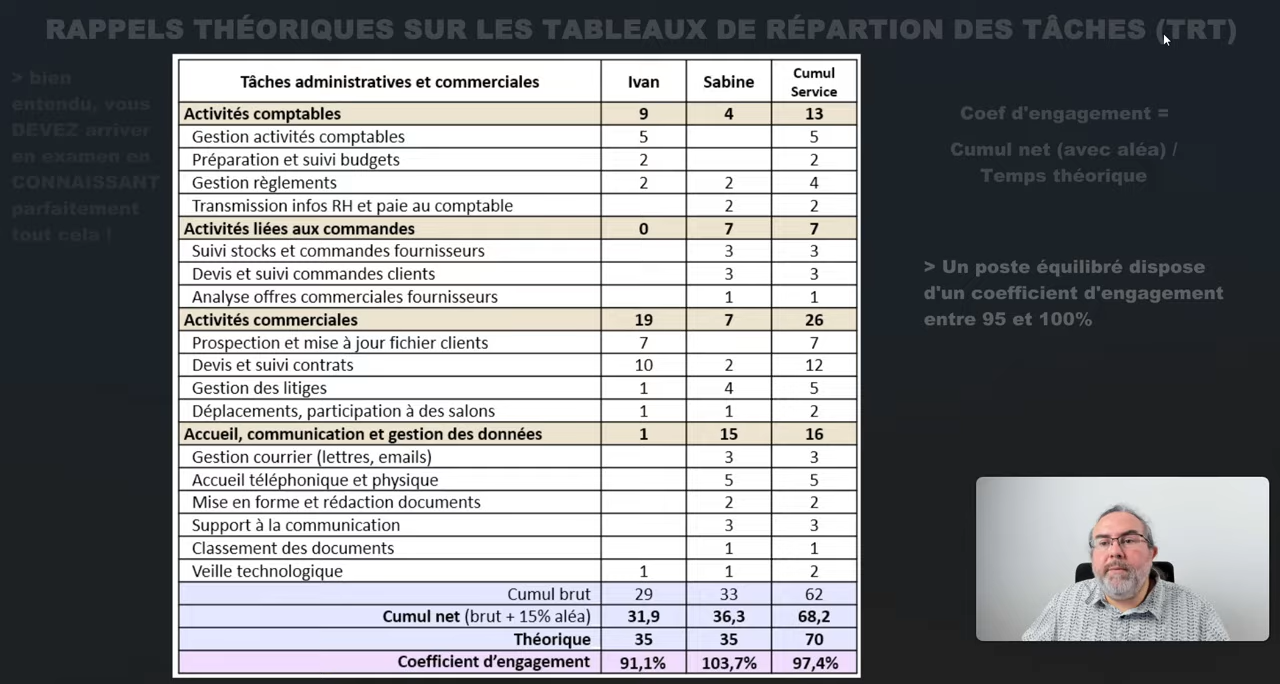 RAPPELS THÉORIQUES SUR LES TABLEAUX DE RÉPARTION DES TÂCHES (TRT)
> bien
entendu, vous
DEVEZ arriver
en examen en
CONNAISSANT
parfaitement
tout cela !
Tâches administratives et commerciales Ivan Sabine Cumul Service
Activités comptables 9 4 13
Gestion activités comptables 5 5
Préparation et suivi budgets 2 2
Gestion règlements 2 2 4
Transmission infos RH et paie au comptable 2 2
Activités liées aux commandes 0 7 7
Suivi stocks et commandes fournisseurs 3 3
Devis et suivi commandes clients 3 3
Analyse offres commerciales fournisseurs 1 1
Activités commerciales 19 7 26
Prospection et mise à jour fichier clients 7 7
Devis et suivi contrats 10 2 12
Gestion des litiges 1 4 5
Déplacements, participation à des salons 1 1 2
Accueil, communication et gestion des données 1 15 16
Gestion courrier (lettres, emails) 3 3
Accueil téléphonique et physique 5 5
Mise en forme et rédaction documents 2 2
Support à la communication 3 3
Classement des documents 1 1
Veille technologique 1 1 2
Cumul brut 29 33 62
Cumul net (brut + 15% aléa) 31,9 36,3 68,2
Théorique 35 35 70
Coefficient d'engagement 91,1% 103,7% 97,4%
Coef d'engagement =
Cumul net (avec aléa) /
Temps théorique
> Un poste équilibré dispose
d'un coefficient d'engagement
entre 95 et 100%